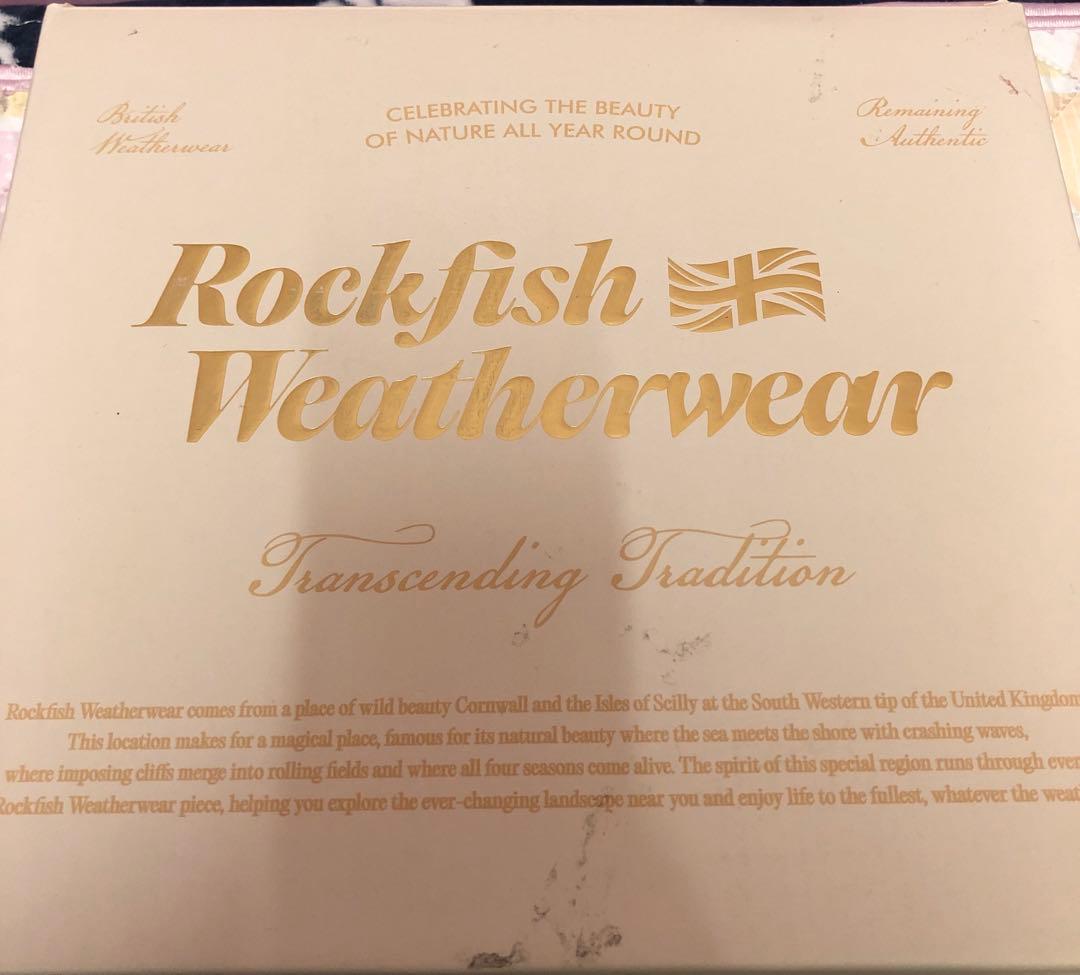 British
Weatherwear
CELEBRATING THE BEAUTY
OF NATURE ALL YEAR ROUND
Remaining
Authentic
Rockfish
Weatherwear
Transcending Tradition
Rockfish Weatherwear comes from a place of wild beauty Cornwall and the Isles of Scilly at the South Western tip of the United Kingdom
This location makes for a magical place, famous for its natural beauty where the sea meets the shore with crashing waves,
where imposing cliffs merge into rolling fields and where all four seasons come alive. The spirit of this special region runs through ever
Rockfish Weatherwear piece, helping you explore the ever-changing landscape near you and enjoy life to the fullest, whatever the weat